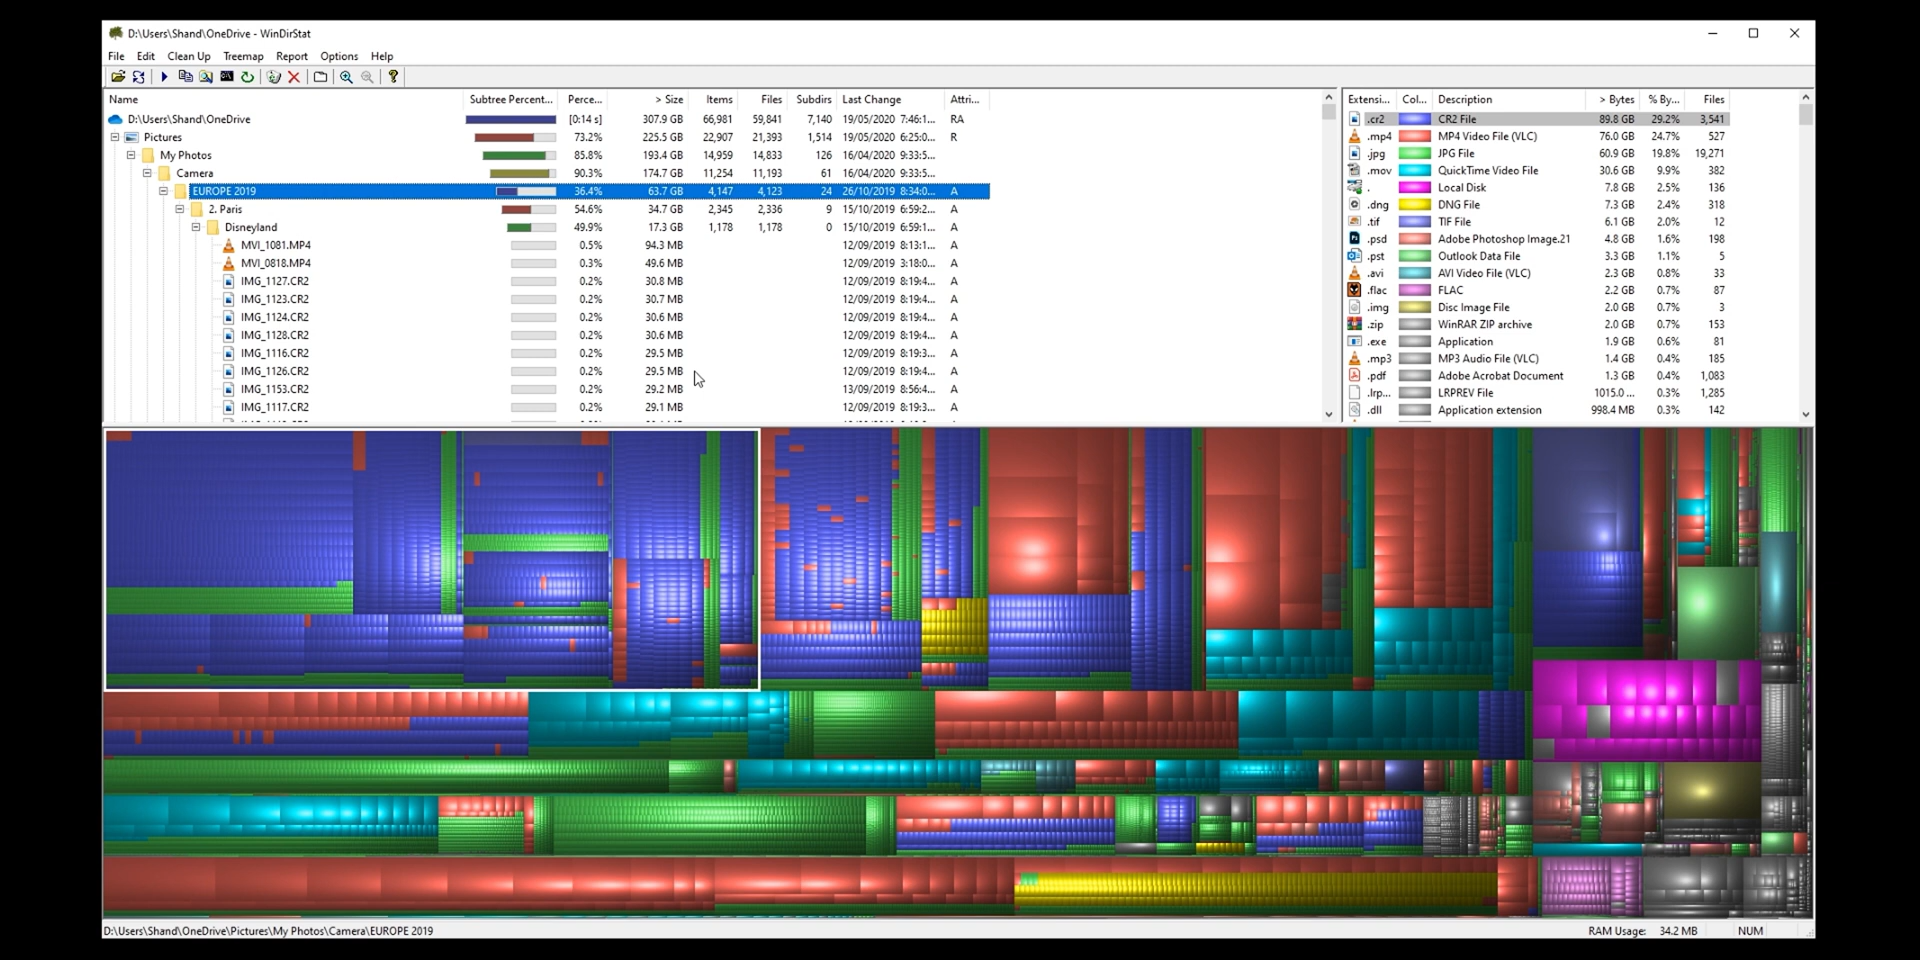 D:\Users\Shand\OneDrive - WinDirStat
File Edit Clean Up Treemap Report Options Help
Name Subtree Percent... Perce... > Size Items Files Subdirs Last Change Attri...
D:\Users\Shand\OneDrive [0:14 s] 307.9 GB 66,981 59,841 7,140 19/05/2020 7:46:1... RA
Pictures 73.2% 225.5 GB 22,907 21,393 1,514 19/05/2020 6:25:0... R
My Photos 85.8% 193.4 GB 14,959 14,833 126 16/04/2020 9:33:5...
Camera 90.3% 174.7 GB 11,254 11,193 61 16/04/2020 9:33:5...
EUROPE 2019 36.4% 63.7 GB 4,147 4,123 24 26/10/2019 8:34:0... A
2. Paris 54.6% 34.7 GB 2,345 2,336 9 15/10/2019 6:59:2... A
Disneyland 49.9% 17.3 GB 1,178 1,178 0 15/10/2019 6:59:1... A
MVI_1081.MP4 0.5% 94.3 MB 12/09/2019 8:13:1... A
MVI_0818.MP4 0.3% 49.6 MB 12/09/2019 3:18:0... A
IMG_1127.CR2 0.2% 30.8 MB 12/09/2019 8:19:4... A
IMG_1123.CR2 0.2% 30.7 MB 12/09/2019 8:19:4... A
IMG_1124.CR2 0.2% 30.6 MB 12/09/2019 8:19:4... A
IMG_1128.CR2 0.2% 30.6 MB 12/09/2019 8:19:4... A
IMG_1116.CR2 0.2% 29.5 MB 12/09/2019 8:19:3... A
IMG_1126.CR2 0.2% 29.5 MB 12/09/2019 8:19:4... A
IMG_1153.CR2 0.2% 29.2 MB 13/09/2019 8:56:4... A
IMG_1117.CR2 0.2% 29.1 MB 12/09/2019 8:19:3... A
Extensi... Col... Description > Bytes % By... Files
.cr2 CR2 File 89.8 GB 29.2% 3,541
.mp4 MP4 Video File (VLC) 76.0 GB 24.7% 527
.jpg JPG File 60.9 GB 19.8% 19,271
.mov QuickTime Video File 30.6 GB 9.9% 382
. Local Disk 7.8 GB 2.5% 136
.dng DNG File 7.3 GB 2.4% 318
.tif TIF File 6.1 GB 2.0% 12
.psd Adobe Photoshop Image.21 4.8 GB 1.6% 198
.pst Outlook Data File 3.3 GB 1.1% 5
.avi AVI Video File (VLC) 2.3 GB 0.8% 33
.flac FLAC 2.2 GB 0.7% 87
.img Disc Image File 2.0 GB 0.7% 3
.zip WinRAR ZIP archive 2.0 GB 0.7% 153
.exe Application 1.9 GB 0.6% 81
.mp3 MP3 Audio File (VLC) 1.4 GB 0.4% 185
.pdf Adobe Acrobat Document 1.3 GB 0.4% 1,083
.lrp... LRPREV File 1015.0 ... 0.3% 1,285
.dll Application extension 998.4 MB 0.3% 142
D:\Users\Shand\OneDrive\Pictures\My Photos\Camera\EUROPE 2019 RAM Usage: 34.2 MB NUM